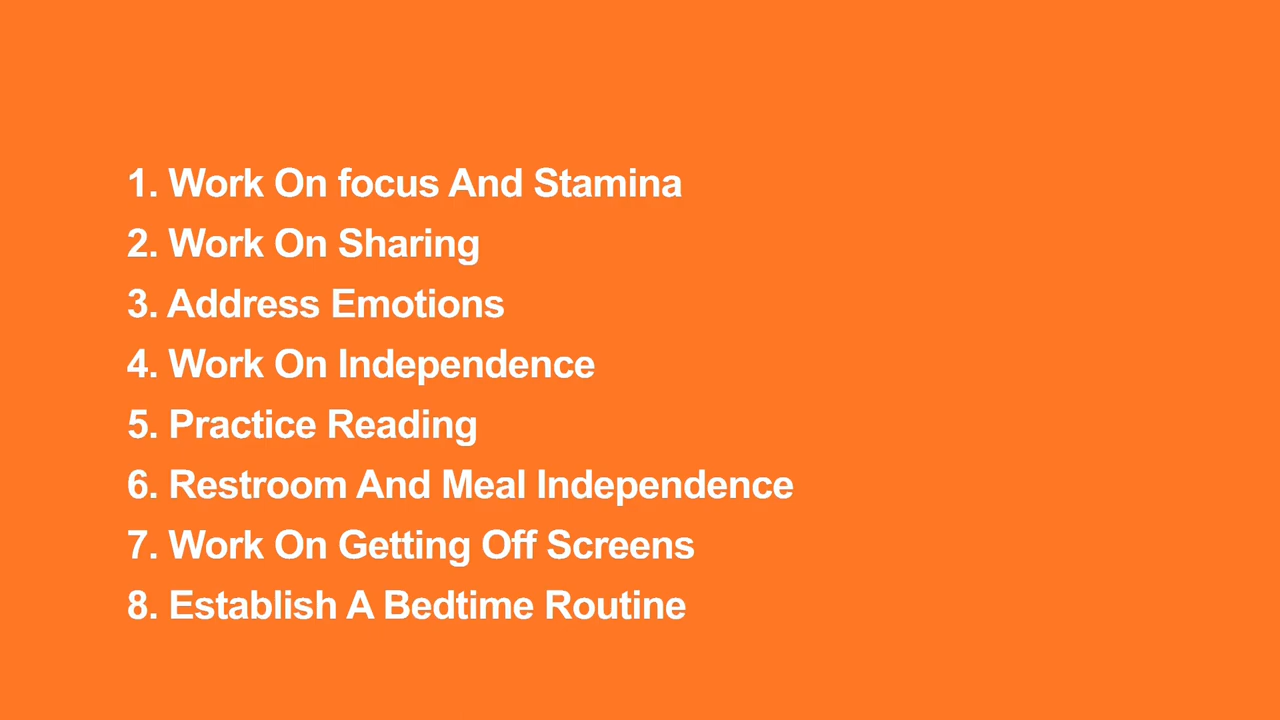 1. Work On focus And Stamina
2. Work On Sharing
3. Address Emotions
4. Work On Independence
5. Practice Reading
6. Restroom And Meal Independence
7. Work On Getting Off Screens
8. Establish A Bedtime Routine